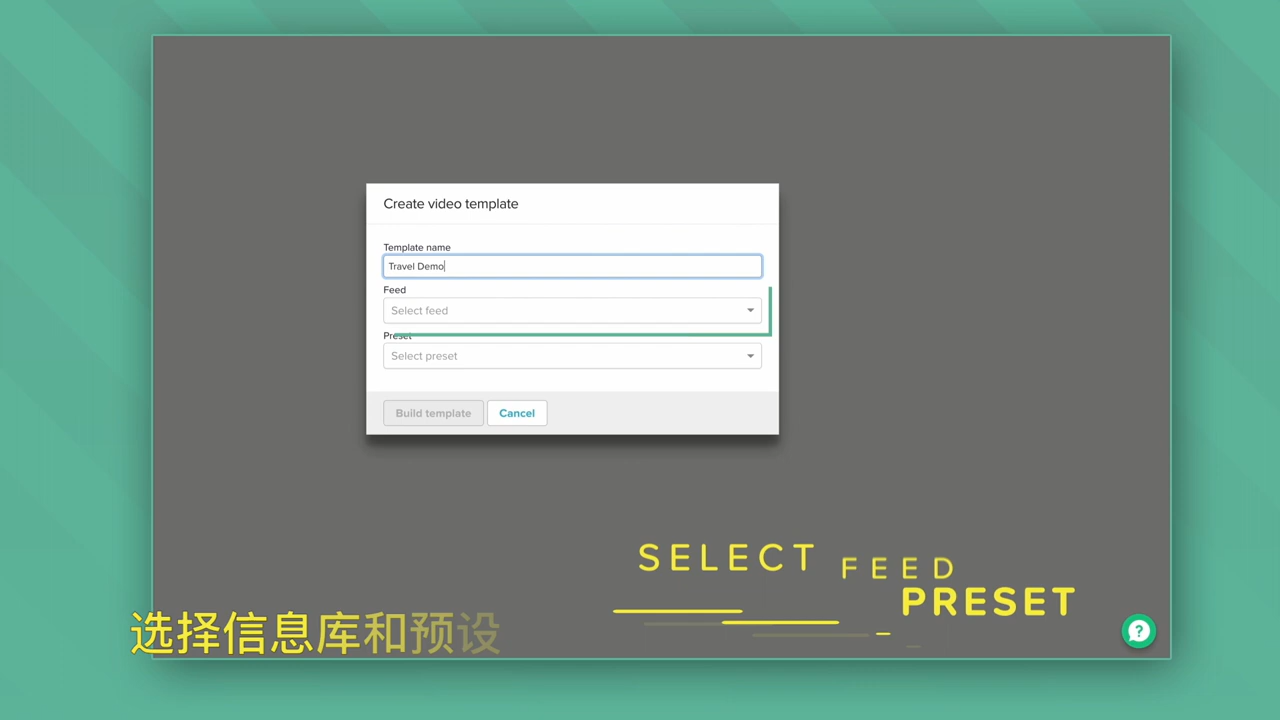 Create video template
Template name
Travel Demo
Feed
Select feed
Preset
Select preset
Build template
Cancel
SELECT FEED
PRESET
选择信息库和预设
?